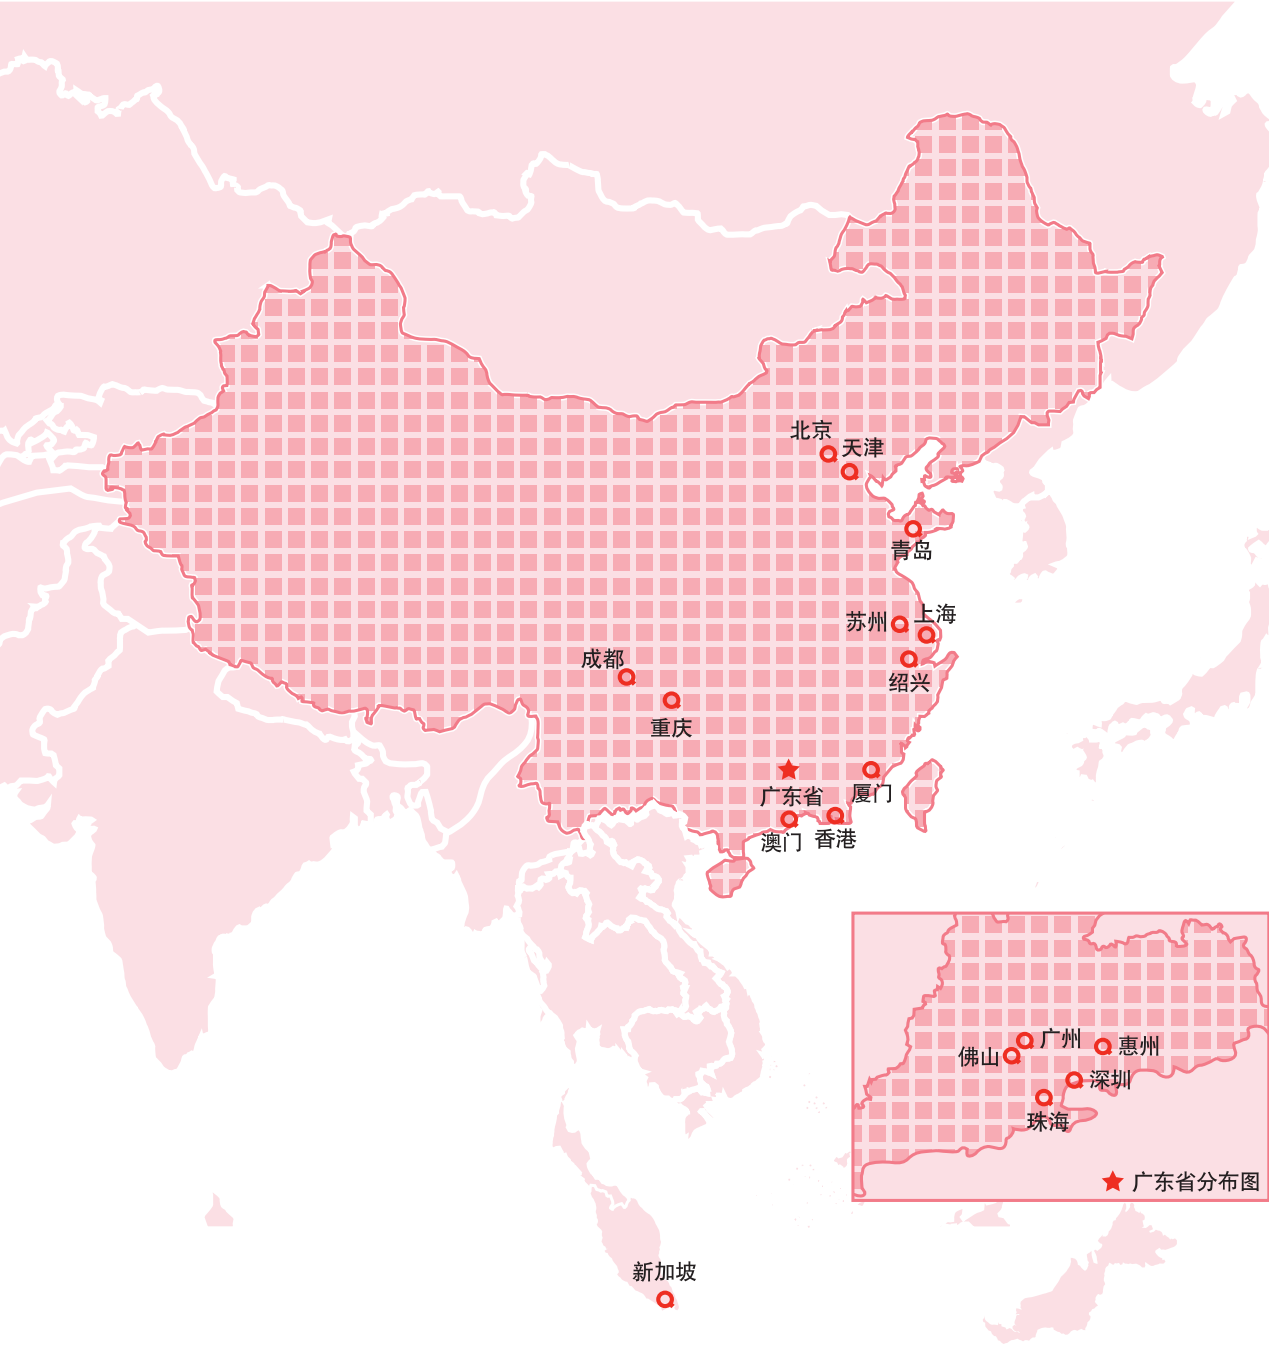 北京
天津
青岛
苏州
上海
绍兴
成都
重庆
广东省
厦门
澳门
香港
广州
佛山
惠州
深圳
珠海
广东省分布图
新加坡